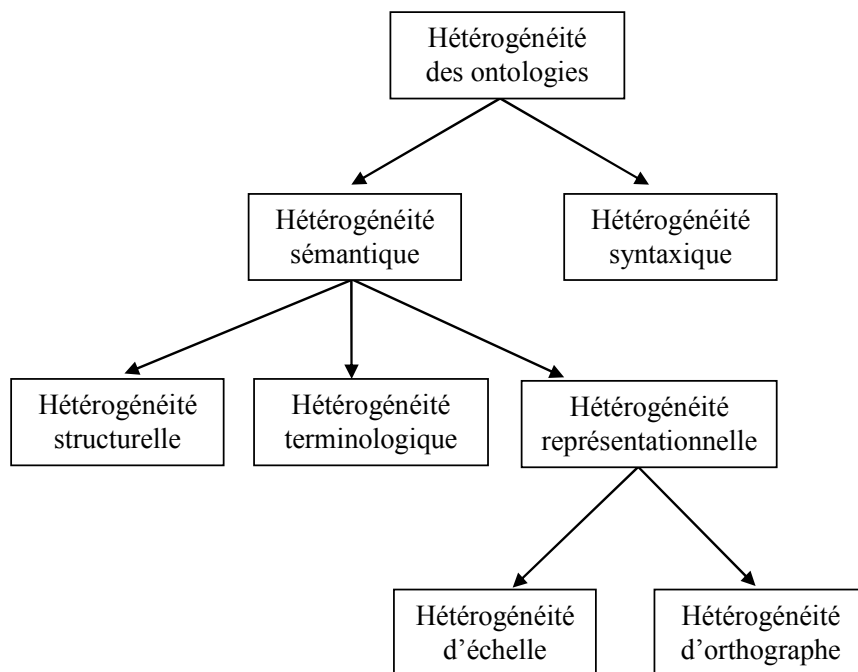 Hétérogénéité
des ontologies
Hétérogénéité
sémantique
Hétérogénéité
syntaxique
Hétérogénéité
structurelle
Hétérogénéité
terminologique
Hétérogénéité
représentationnelle
Hétérogénéité
d’échelle
Hétérogénéité
d’orthographe